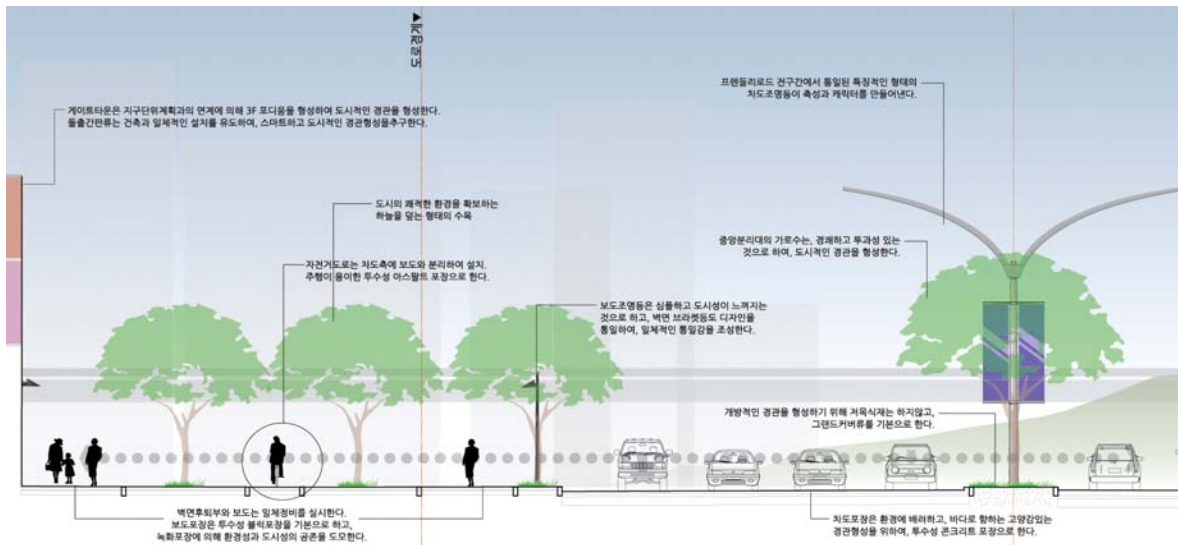 도로경계▶
프렌들리로드 전구간에서 통일된 특징적인 형태의
차도조명등이 축성과 캐릭터를 만들어낸다.
게이트타운은 지구단위계획과의 연계에 의해 3F 포디움을 형성하여 도시적인 경관을 형성한다.
돌출간판류는 건축과 일체적인 설치를 유도하여, 스마트하고 도시적인 경관형성을추구한다.
도시의 쾌적한 환경을 확보하는
하늘을 덮는 형태의 수목
중앙분리대의 가로수는, 경쾌하고 투과성 있는
것으로 하여, 도시적인 경관을 형성한다.
자전거도로는 차도측에 보도와 분리하여 설치.
주행이 용이한 투수성 아스팔트 포장으로 한다.
보도조명등은 심플하고 도시성이 느껴지는
것으로 하고, 벽면 브라켓등도 디자인을
통일하여, 일체적인 통일감을 조성한다.
개방적인 경관을 형성하기 위해 저목식재는 하지않고,
그랜드커버류를 기본으로 한다.
벽면후퇴부와 보도는 일체정비를 실시한다.
보도포장은 투수성 블럭포장을 기본으로 하고,
녹화포장에 의해 환경성과 도시성의 공존을 도모한다.
차도포장은 환경에 배려하고, 바다로 향하는 고양감있는
경관형성을 위하여, 투수성 콘크리트 포장으로 한다.